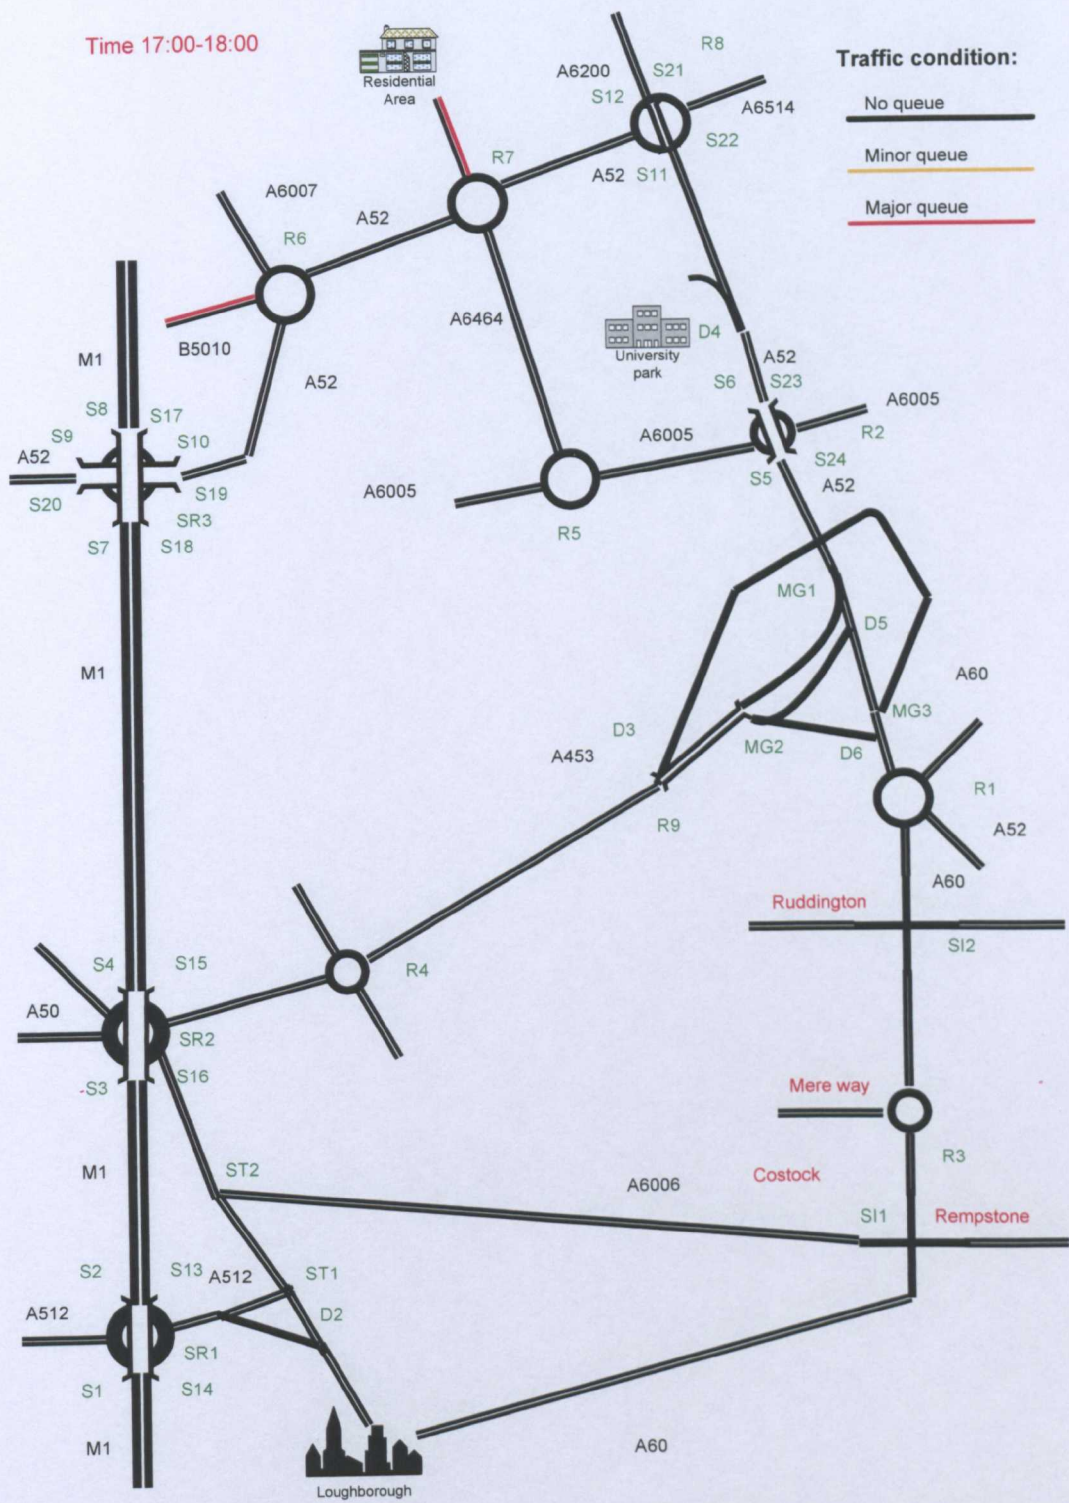 Time 17:00-18:00
Residential
Area
R8
A6200
S21
S12
A6514
S22
Traffic condition:
No queue
Minor queue
Major queue
R7
A52
S11
A6007
A52
R6
A6464
B5010
M1
A52
D4
University
park
A52
S6
S23
A6005
S8
S17
S9
S10
A6005
R2
A52
S24
S19
A6005
S5
A52
S20
SR3
S7
S18
R5
MG1
D5
M1
A60
MG3
D3
MG2
D6
A453
R1
R9
A52
A60
Ruddington
SI2
S4
S15
R4
A50
SR2
S16
S3
Mere way
R3
M1
ST2
A6006
Costock
SI1
Rempstone
S2
S13
A512
ST1
A512
D2
SR1
S1
S14
M1
A60
Loughborough